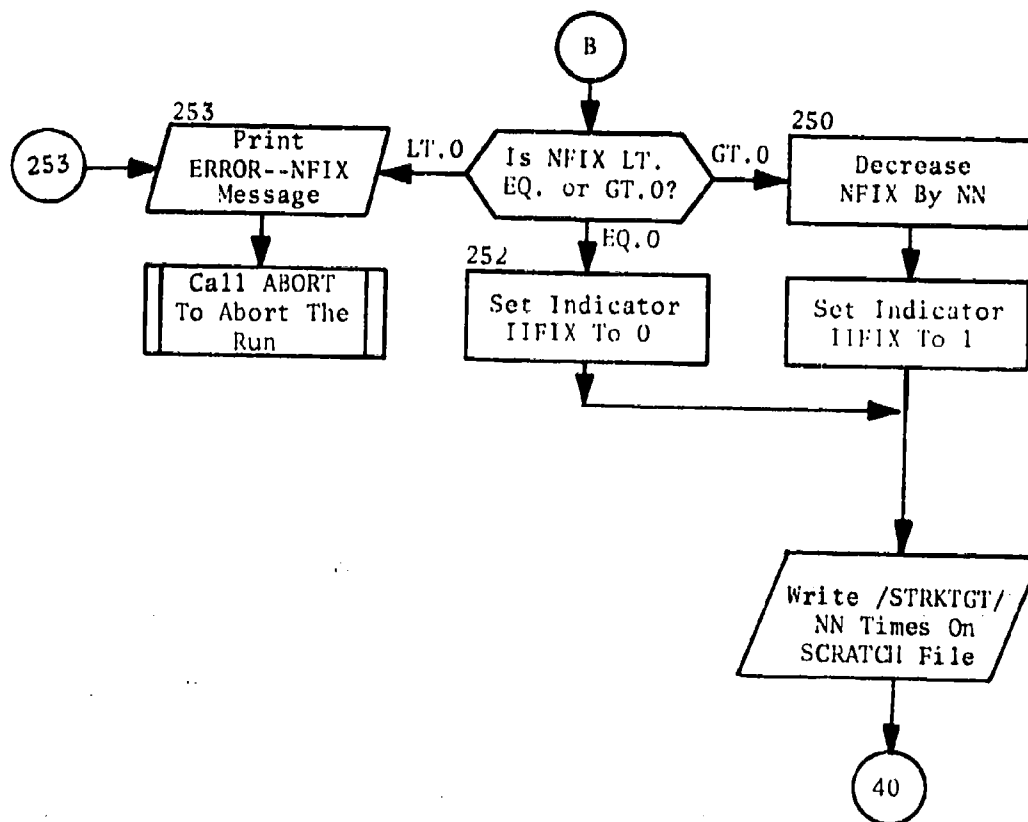 B
253
253
Print
ERROR--NFIX
Message
LT.0
Is NFIX LT.
EQ. or GT.0?
GT.0
250
Decrease
NFIX By NN
EQ.0
Call ABORT
To Abort The
Run
252
Set Indicator
IIFIX To 0
Set Indicator
IIFIX To 1
Write /STRKTGT/
NN Times On
SCRATCH File
40